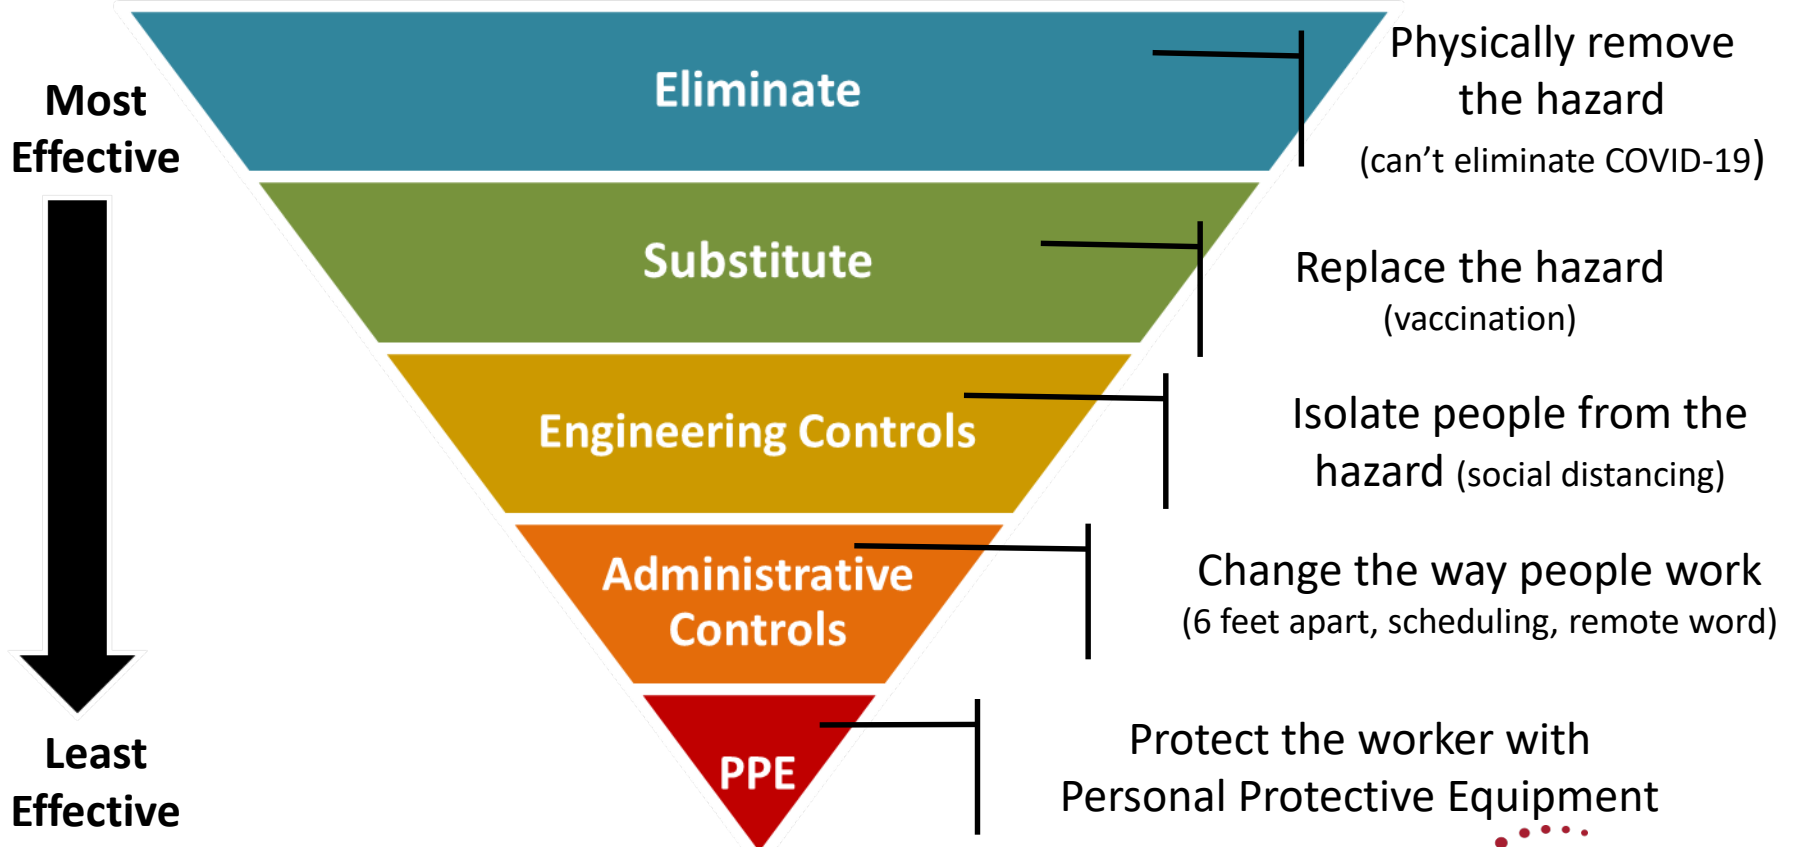 Most
Effective
Least
Effective
Eliminate
Physically remove
the hazard
(can’t eliminate COVID-19)
Substitute
Replace the hazard
(vaccination)
Engineering Controls
Isolate people from the
hazard (social distancing)
Administrative
Controls
Change the way people work
(6 feet apart, scheduling, remote word)
PPE
Protect the worker with
Personal Protective Equipment